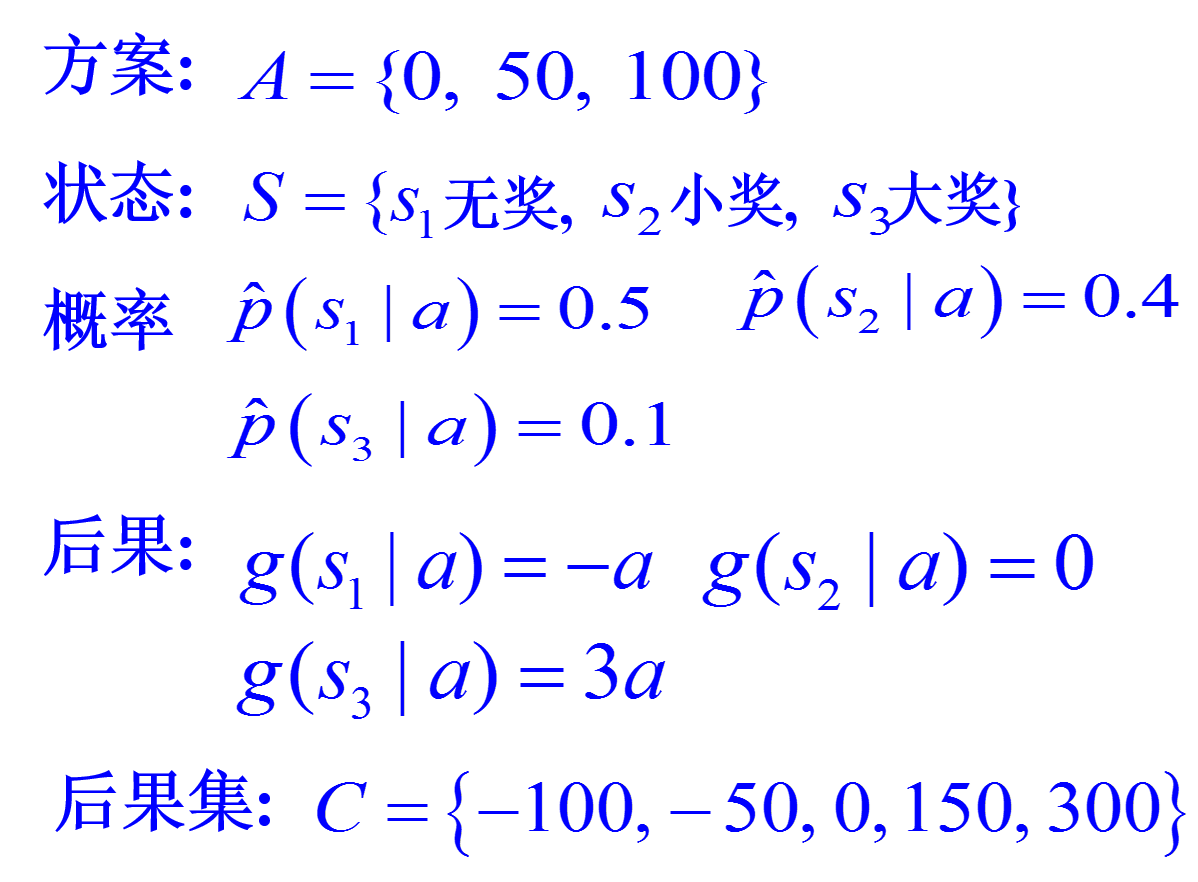 方案: A = {0, 50, 100}
状态: S = {s₁无奖, s₂小奖, s₃大奖}
概率 p̂(s₁ | a) = 0.5 p̂(s₂ | a) = 0.4
p̂(s₃ | a) = 0.1
后果: g(s₁ | a) = −a g(s₂ | a) = 0
g(s₃ | a) = 3a
后果集: C = {−100, −50, 0, 150, 300}